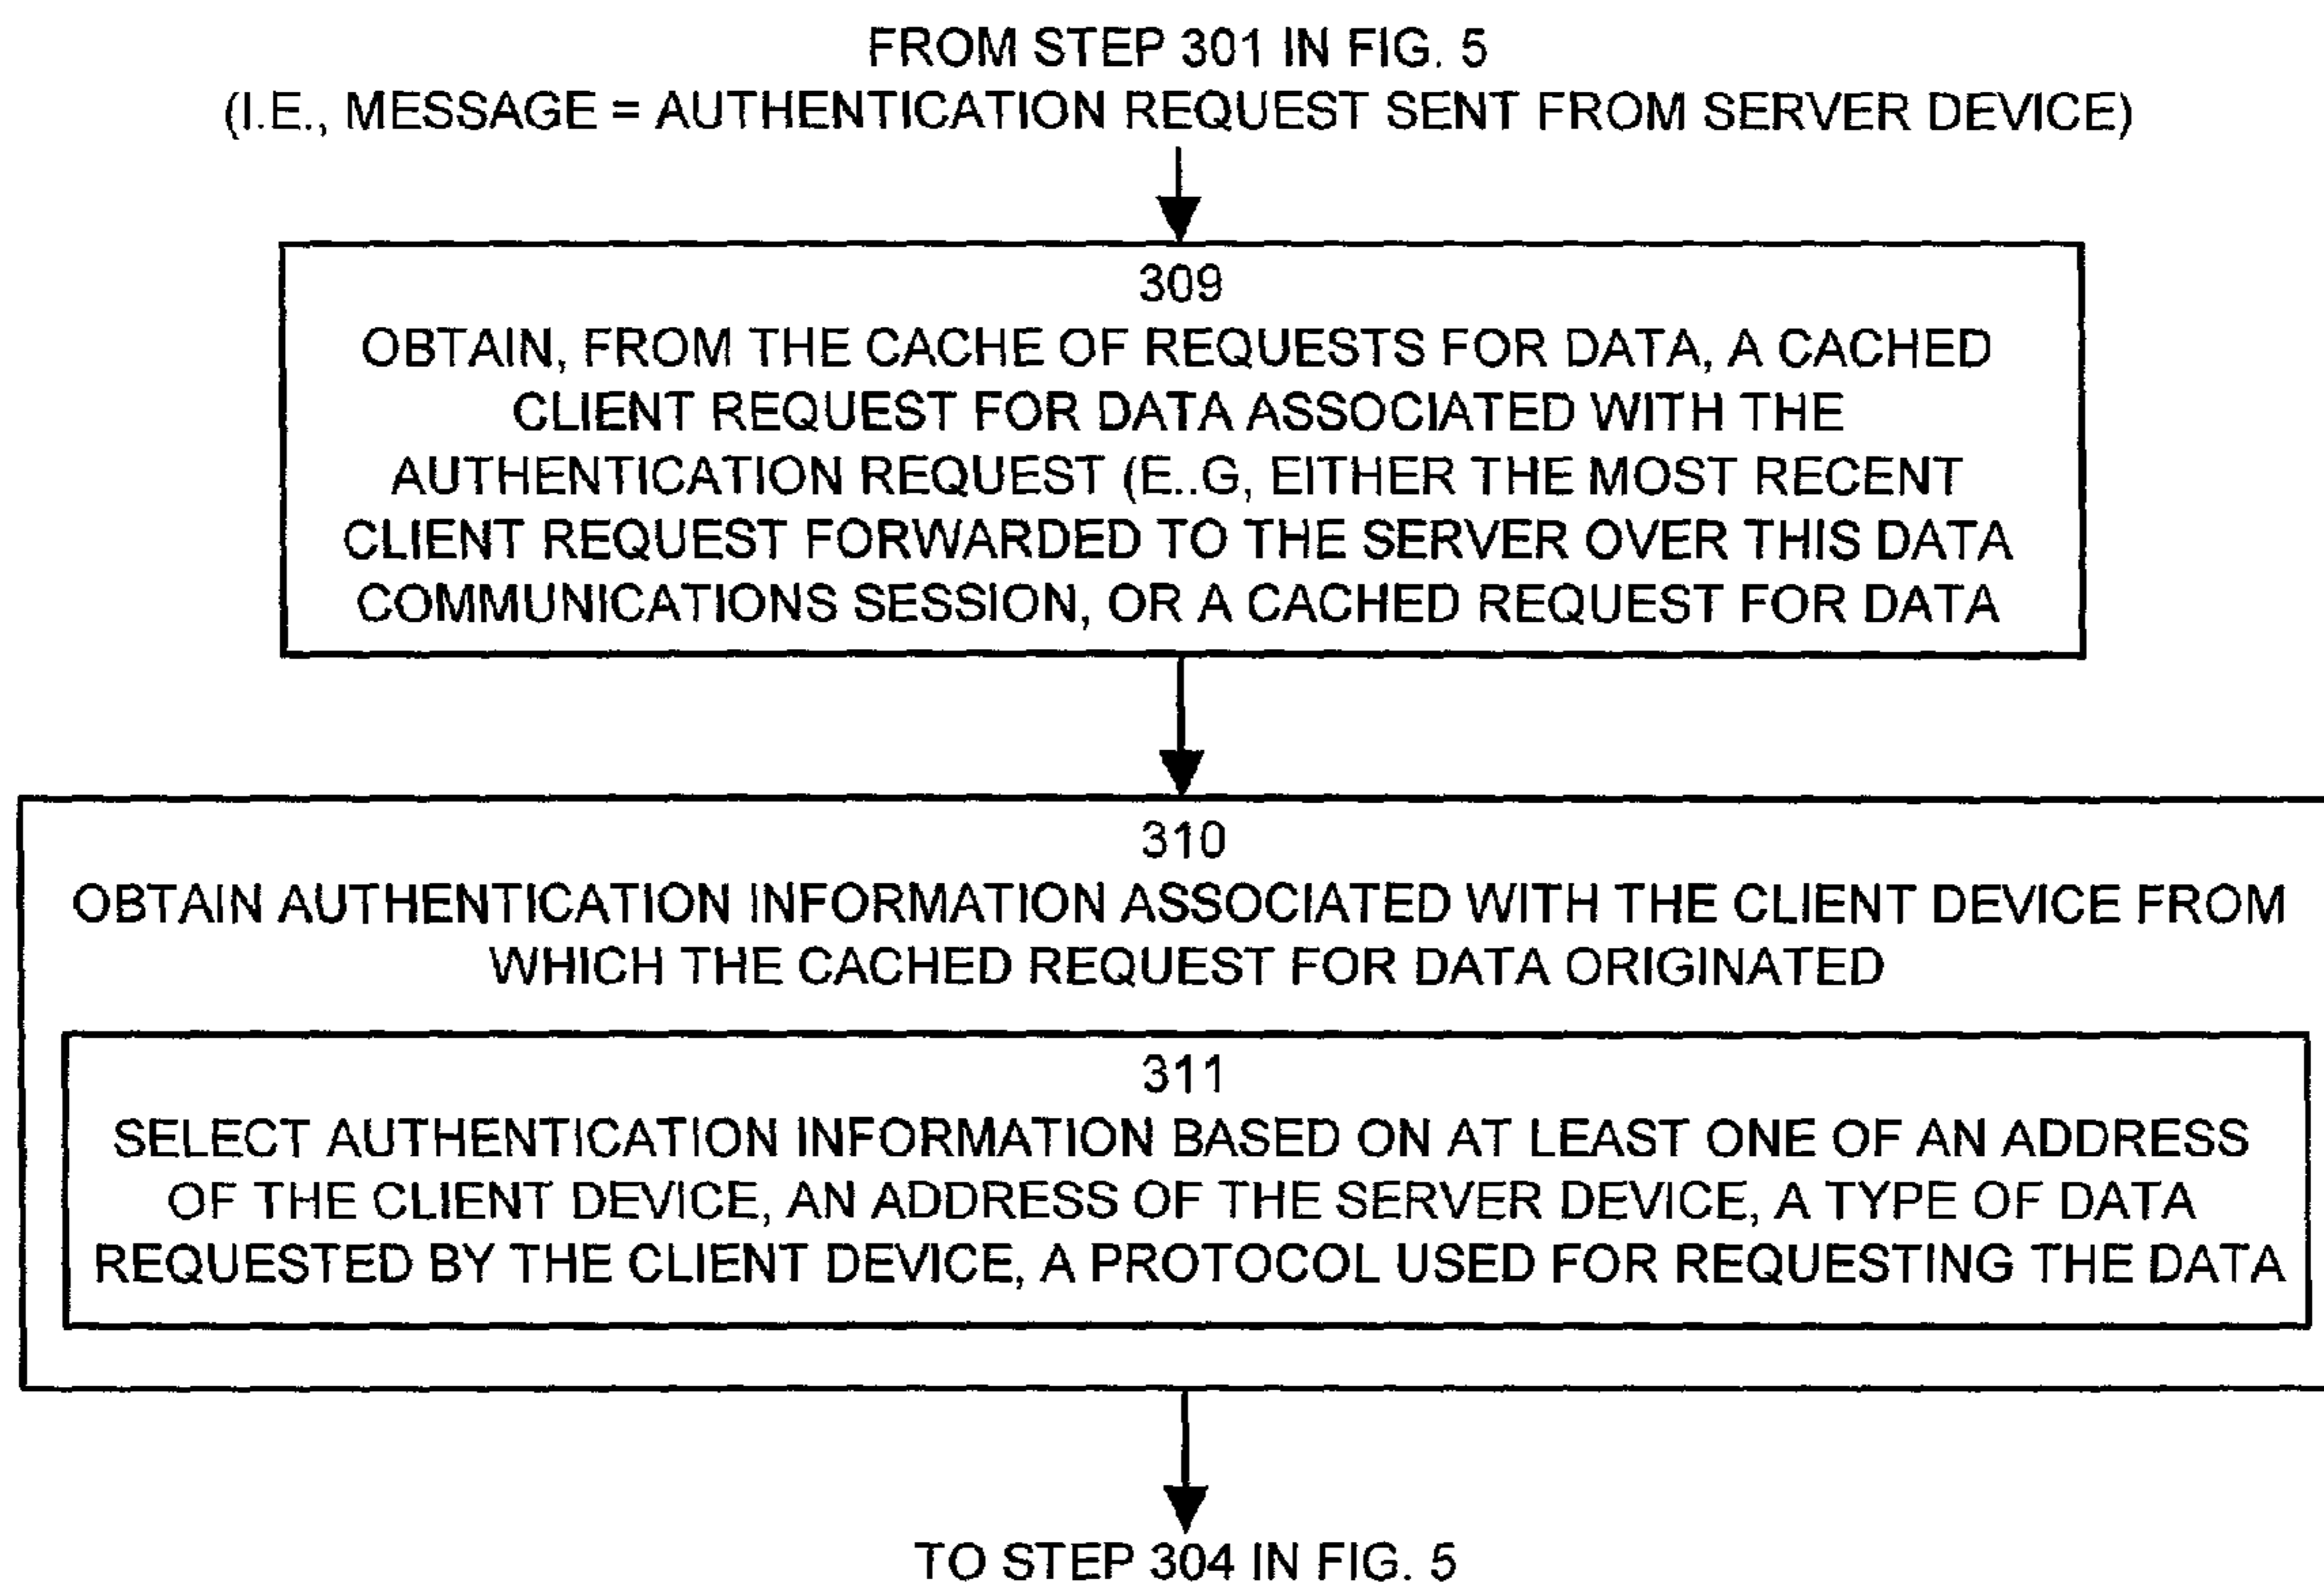 FROM STEP 301 IN FIG. 5
(I.E., MESSAGE = AUTHENTICATION REQUEST SENT FROM SERVER DEVICE)
309
OBTAIN, FROM THE CACHE OF REQUESTS FOR DATA, A CACHED
CLIENT REQUEST FOR DATA ASSOCIATED WITH THE
AUTHENTICATION REQUEST (E..G, EITHER THE MOST RECENT
CLIENT REQUEST FORWARDED TO THE SERVER OVER THIS DATA
COMMUNICATIONS SESSION, OR A CACHED REQUEST FOR DATA
310
OBTAIN AUTHENTICATION INFORMATION ASSOCIATED WITH THE CLIENT DEVICE FROM
WHICH THE CACHED REQUEST FOR DATA ORIGINATED
311
SELECT AUTHENTICATION INFORMATION BASED ON AT LEAST ONE OF AN ADDRESS
OF THE CLIENT DEVICE, AN ADDRESS OF THE SERVER DEVICE, A TYPE OF DATA
REQUESTED BY THE CLIENT DEVICE, A PROTOCOL USED FOR REQUESTING THE DATA
TO STEP 304 IN FIG. 5